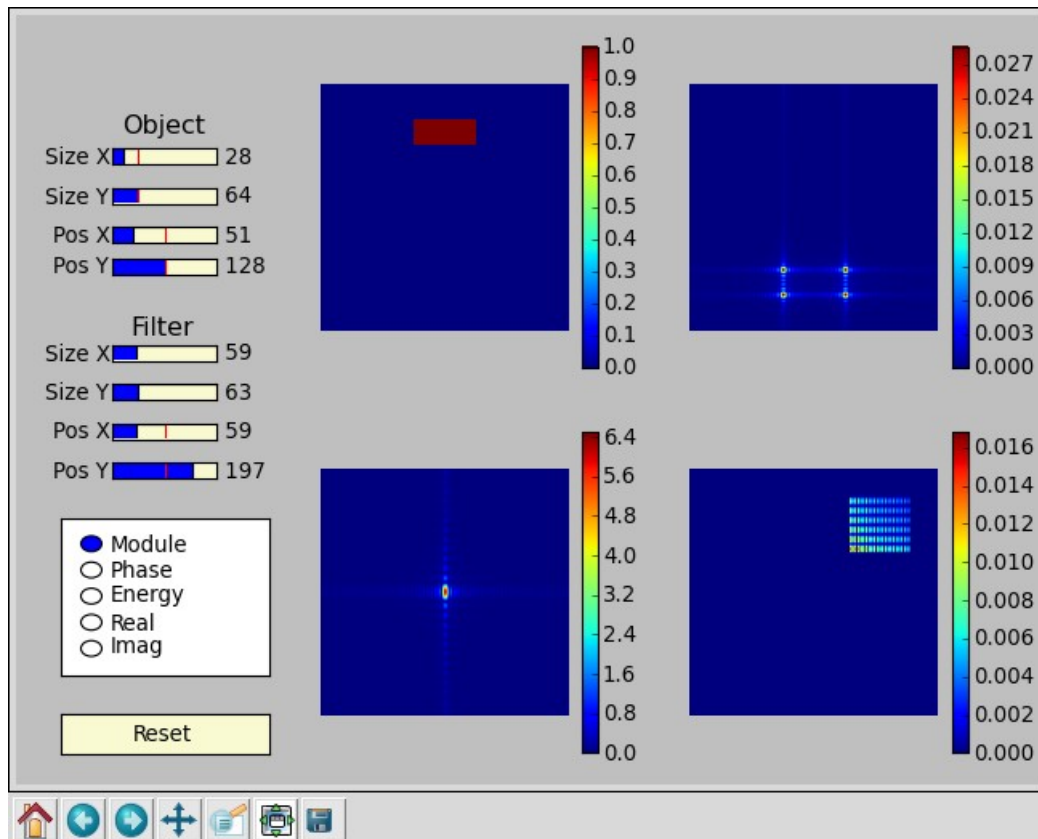 Object
Size X 28
Size Y 64
Pos X 51
Pos Y 128
Filter
Size X 59
Size Y 63
Pos X 59
Pos Y 197
Module
Phase
Energy
Real
Imag
Reset
1.0
0.9
0.8
0.7
0.6
0.5
0.4
0.3
0.2
0.1
0.0
0.027
0.024
0.021
0.018
0.015
0.012
0.009
0.006
0.003
0.000
6.4
5.6
4.8
4.0
3.2
2.4
1.6
0.8
0.0
0.016
0.014
0.012
0.010
0.008
0.006
0.004
0.002
0.000